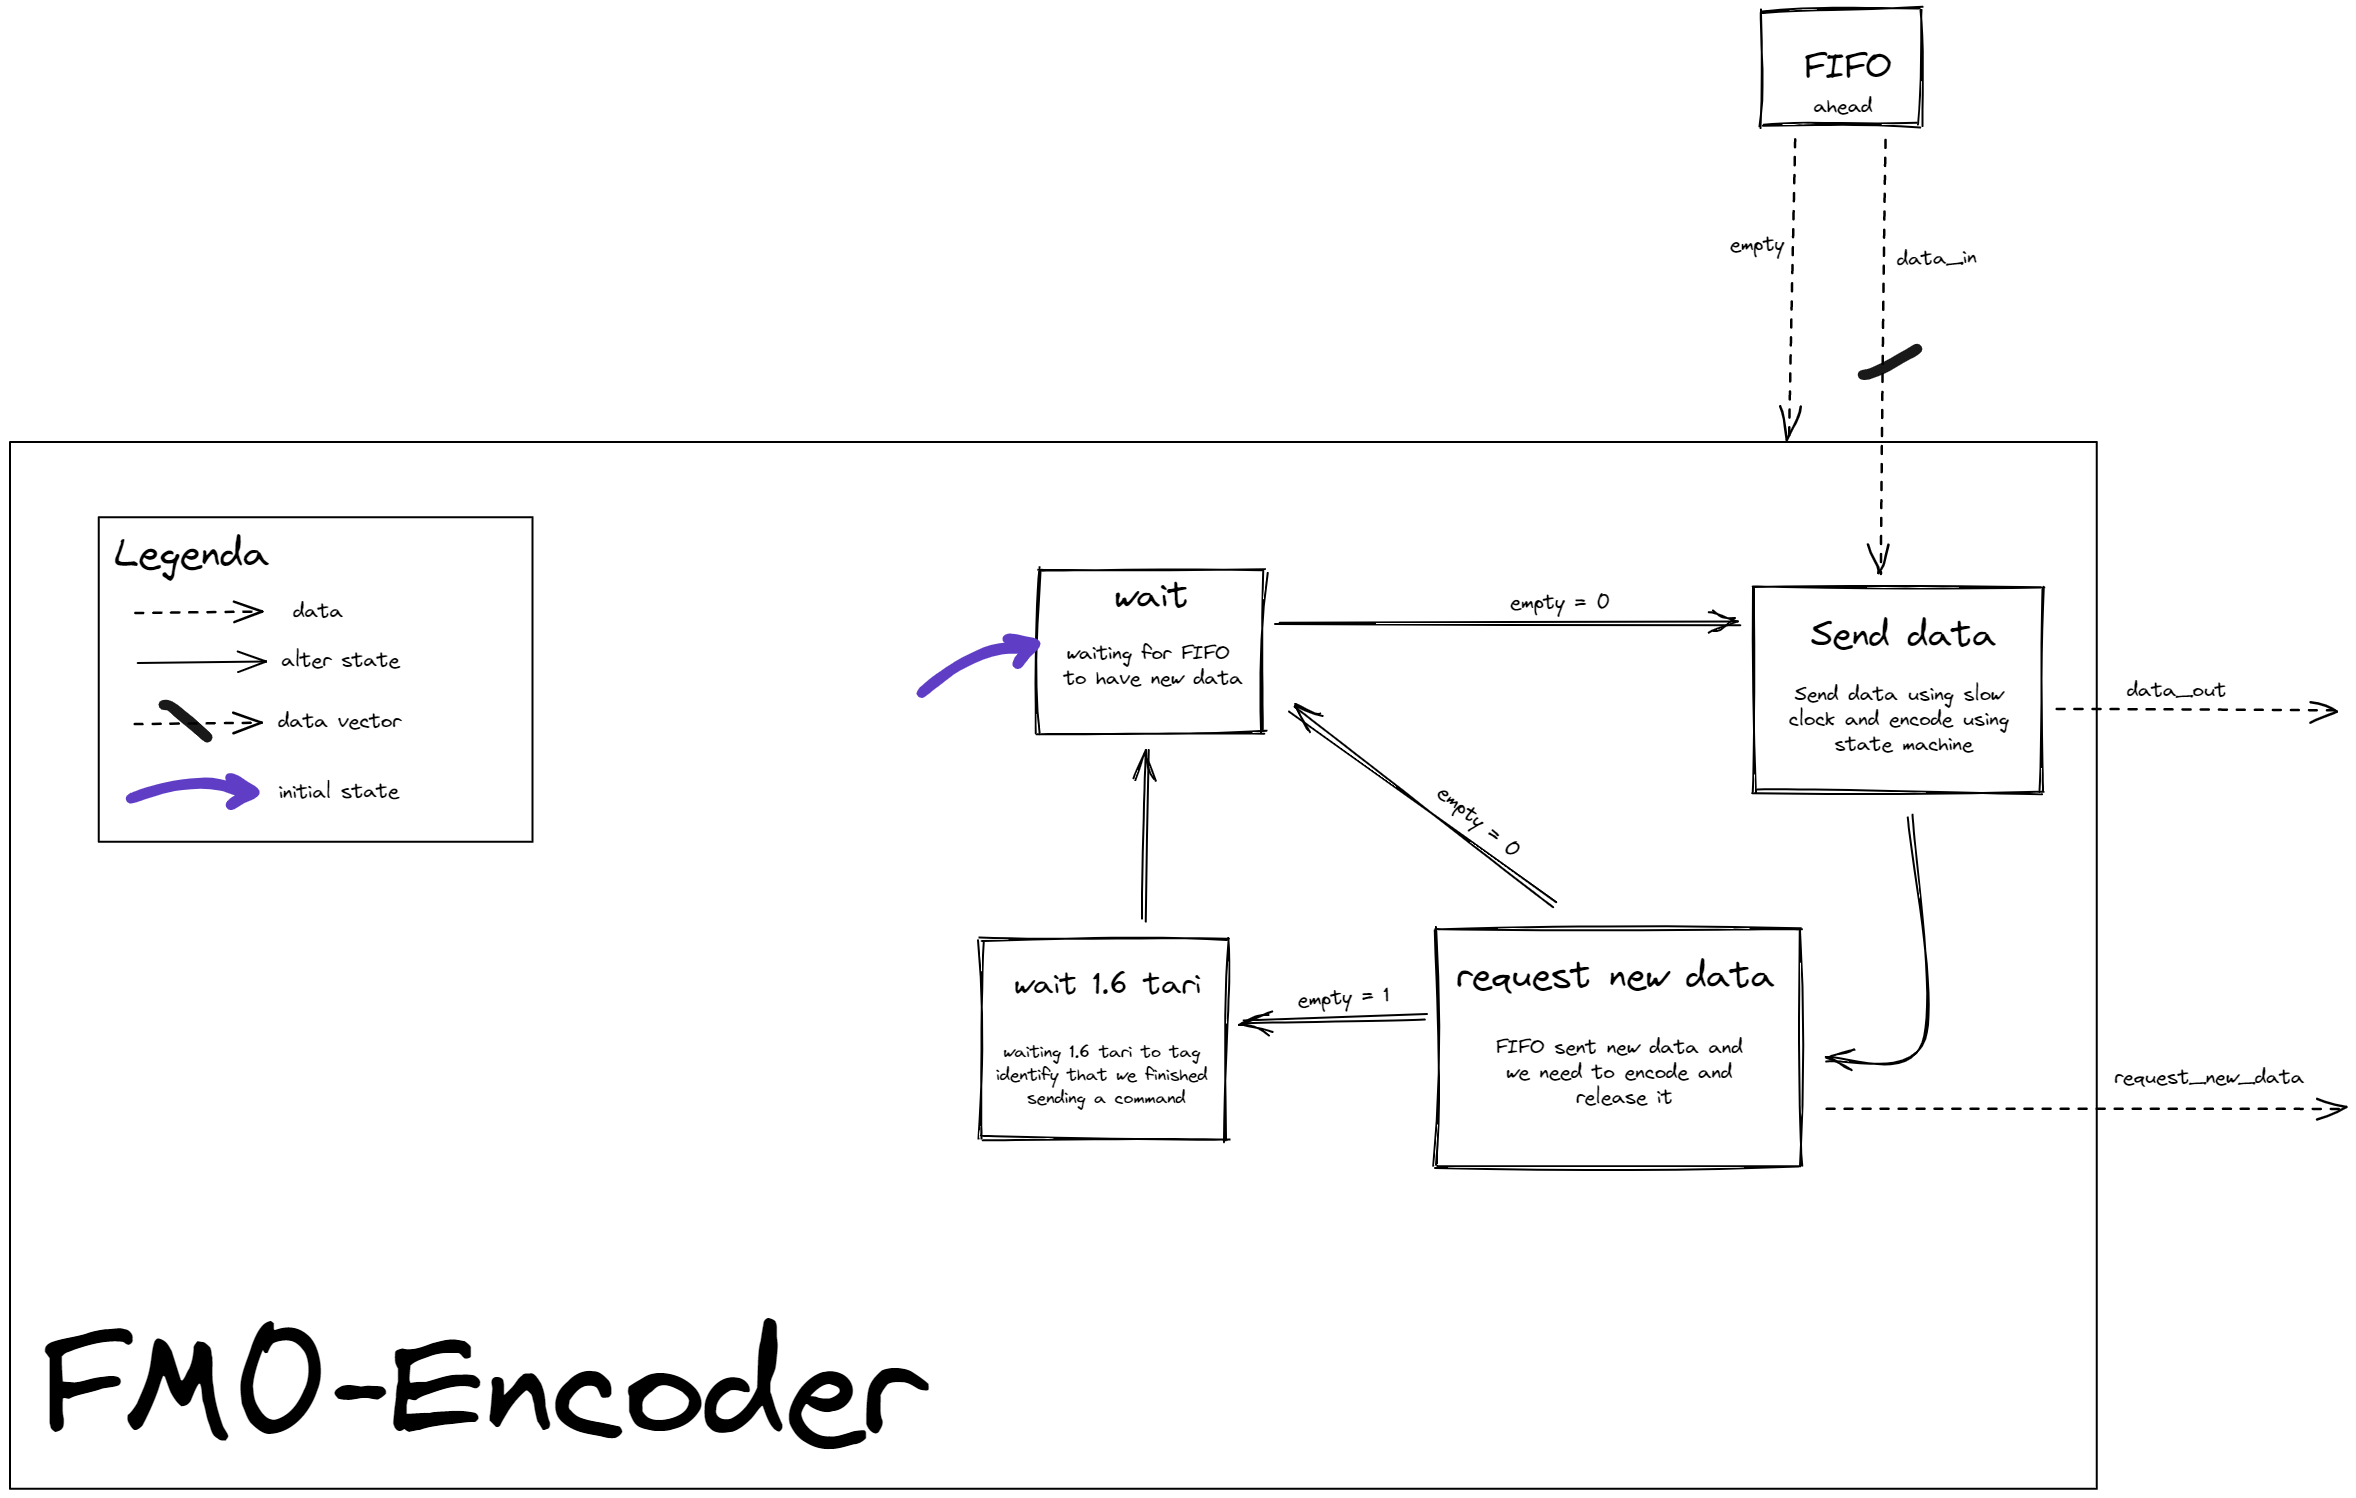 FIFO
ahead
empty
data_in
Legenda
data
alter state
data vector
initial state
wait
waiting for FIFO
to have new data
empty = 0
Send data
Send data using slow
clock and encode using
state machine
data_out
empty = 0
wait 1.6 tari
waiting 1.6 tari to tag
identify that we finished
sending a command
empty = 1
request new data
FIFO sent new data and
we need to encode and
release it
request_new_data
FM0-Encoder